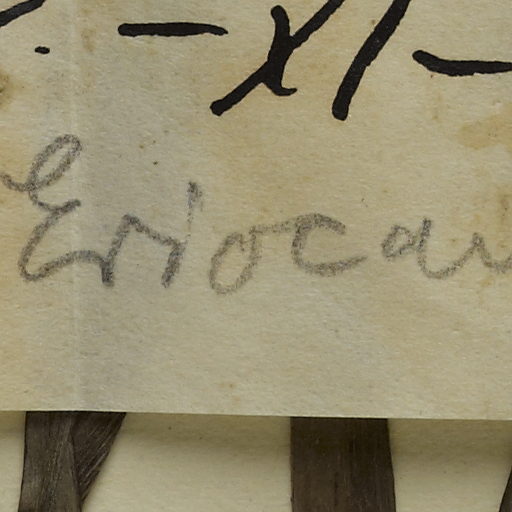 . – XI –
Eriocau